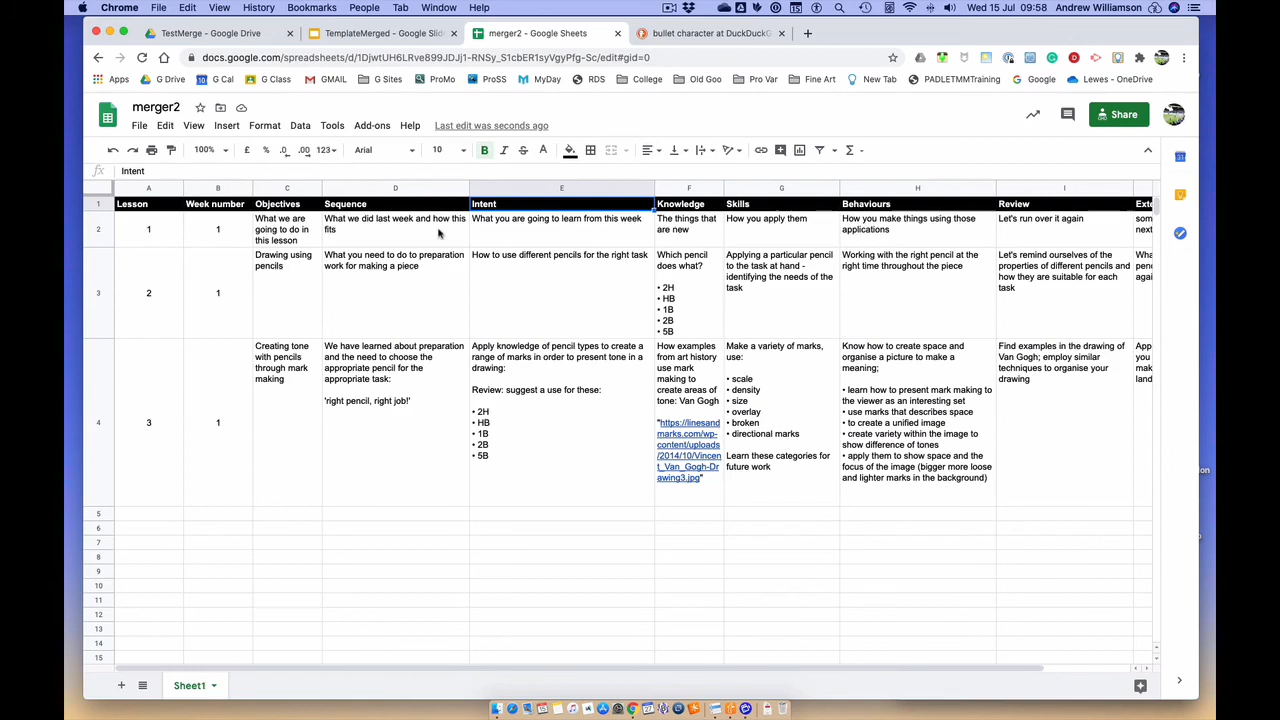 Chrome File Edit View History Bookmarks People Tab Window Help Wed 15 Jul 09:58 Andrew Williamson
TestMerge - Google Drive TemplateMerged - Google Slid merger2 - Google Sheets bullet character at DuckDuckG
docs.google.com/spreadsheets/d/1DjwtUH6LRve899JDJj1-RNSy_S1cbER1syVgyPfg-Sc/edit#gid=0
Apps G Drive G Cal G Class GMAIL G Sites ProMo ProSS MyDay RDS College Old Goo Pro Var Fine Art New Tab PADLETMMTraining Google Lewes - OneDrive
merger2
Share
File Edit View Insert Format Data Tools Add-ons Help Last edit was seconds ago
100% £ % .0 .00 123 Arial 10 B I S A
fx Intent
A B C D E F G H I
1 Lesson Week number Objectives Sequence Intent Knowledge Skills Behaviours Review Exte
2
1
1
What we are
going to do in
this lesson
What we did last week and how this
fits
What you are going to learn from this week
The things that
are new
How you apply them
How you make things using those
applications
Let's run over it again
som
next
3
2
1
Drawing using
pencils
What you need to do to preparation
work for making a piece
How to use different pencils for the right task
Which pencil
does what?
• 2H
• HB
• 1B
• 2B
• 5B
Applying a particular pencil
to the task at hand -
identifying the needs of the
task
Working with the right pencil at the
right time throughout the piece
Let's remind ourselves of the
properties of different pencils and
how they are suitable for each
task
Wha
pen
agai
4
3
1
Creating tone
with pencils
through mark
making
We have learned about preparation
and the need to choose the
appropriate pencil for the
appropriate task:
'right pencil, right job!'
Apply knowledge of pencil types to create a
range of marks in order to present tone in a
drawing:
Review: suggest a use for these:
• 2H
• HB
• 1B
• 2B
• 5B
How examples
from art history
use mark
making to
create areas of
tone: Van Gogh
"https://linesand
marks.com/wp-
content/uploads
/2014/10/Vincen
t_Van_Gogh-Dr
awing3.jpg"
Make a variety of marks,
use:
• scale
• density
• size
• overlay
• broken
• directional marks
Learn these categories for
future work
Know how to create space and
organise a picture to make a
meaning;
• learn how to present mark making to
the viewer as an interesting set
• use marks that describes space
• to create a unified image
• create variety within the image to
show difference of tones
• apply them to show space and the
focus of the image (bigger more loose
and lighter marks in the background)
Find examples in the drawing of
Van Gogh; employ similar
techniques to organise your
drawing
App
you
mak
land
5
6
7
8
9
10
11
12
13
14
15
Sheet1